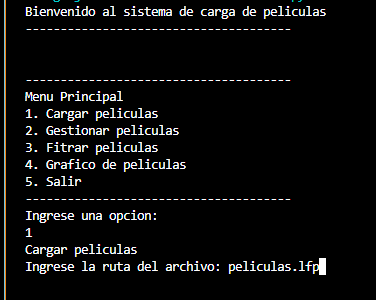 Bienvenido al sistema de carga de peliculas
---------------------------------------
---------------------------------------
Menu Principal
1. Cargar peliculas
2. Gestionar peliculas
3. Fitrar peliculas
4. Grafico de peliculas
5. Salir
---------------------------------------
Ingrese una opcion:
1
Cargar peliculas
Ingrese la ruta del archivo: peliculas.lfp